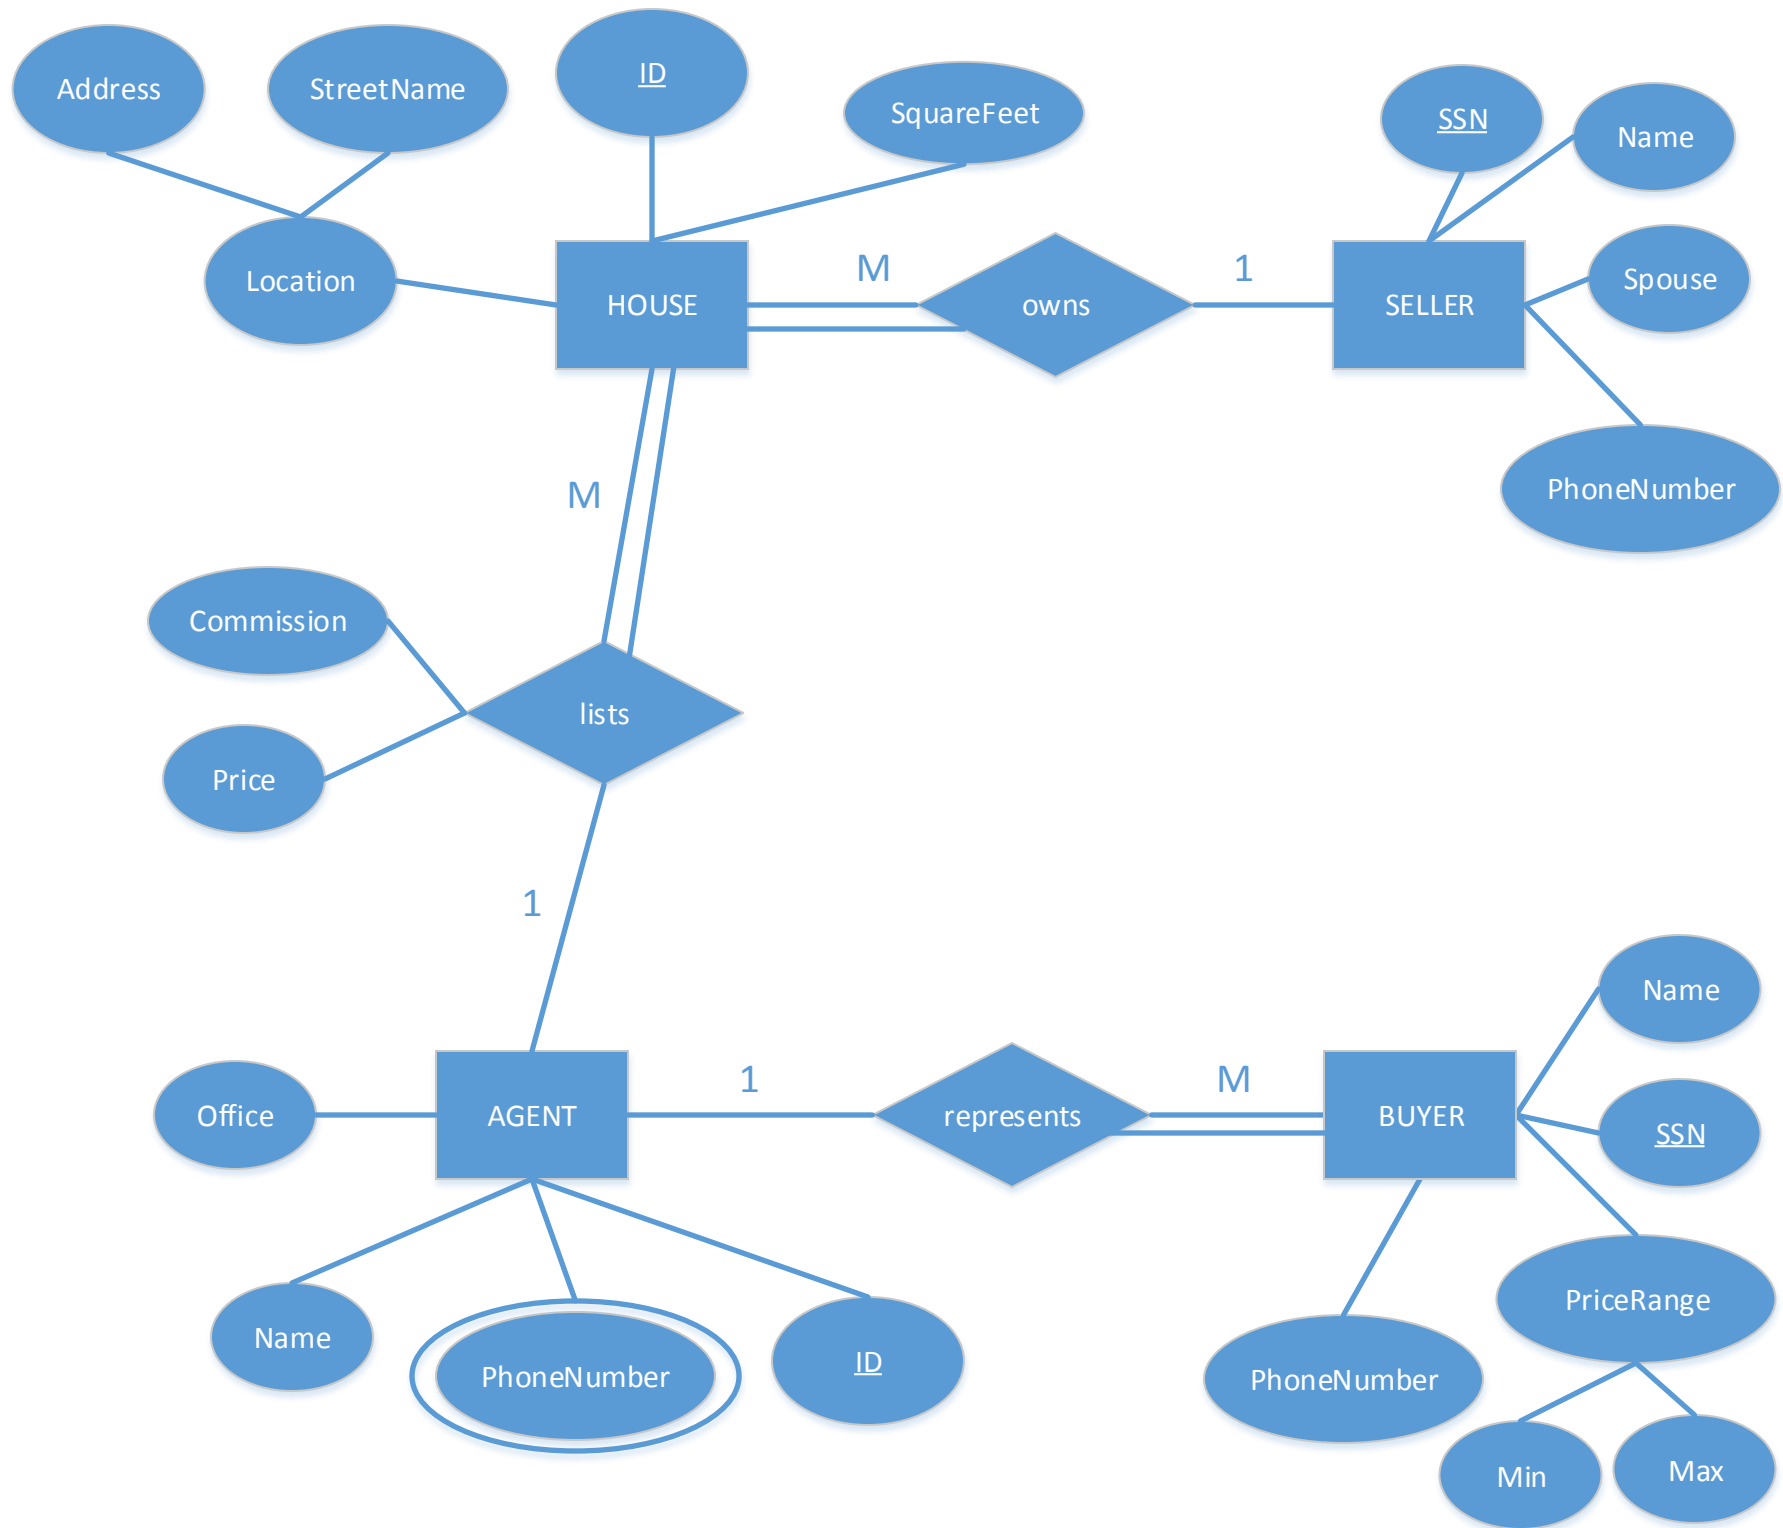 Address
StreetName
ID
SquareFeet
SSN
Name
Location
HOUSE
M
owns
1
SELLER
Spouse
PhoneNumber
M
Commission
lists
Price
1
Name
Office
AGENT
1
represents
M
BUYER
SSN
Name
PhoneNumber
ID
PhoneNumber
PriceRange
Min
Max